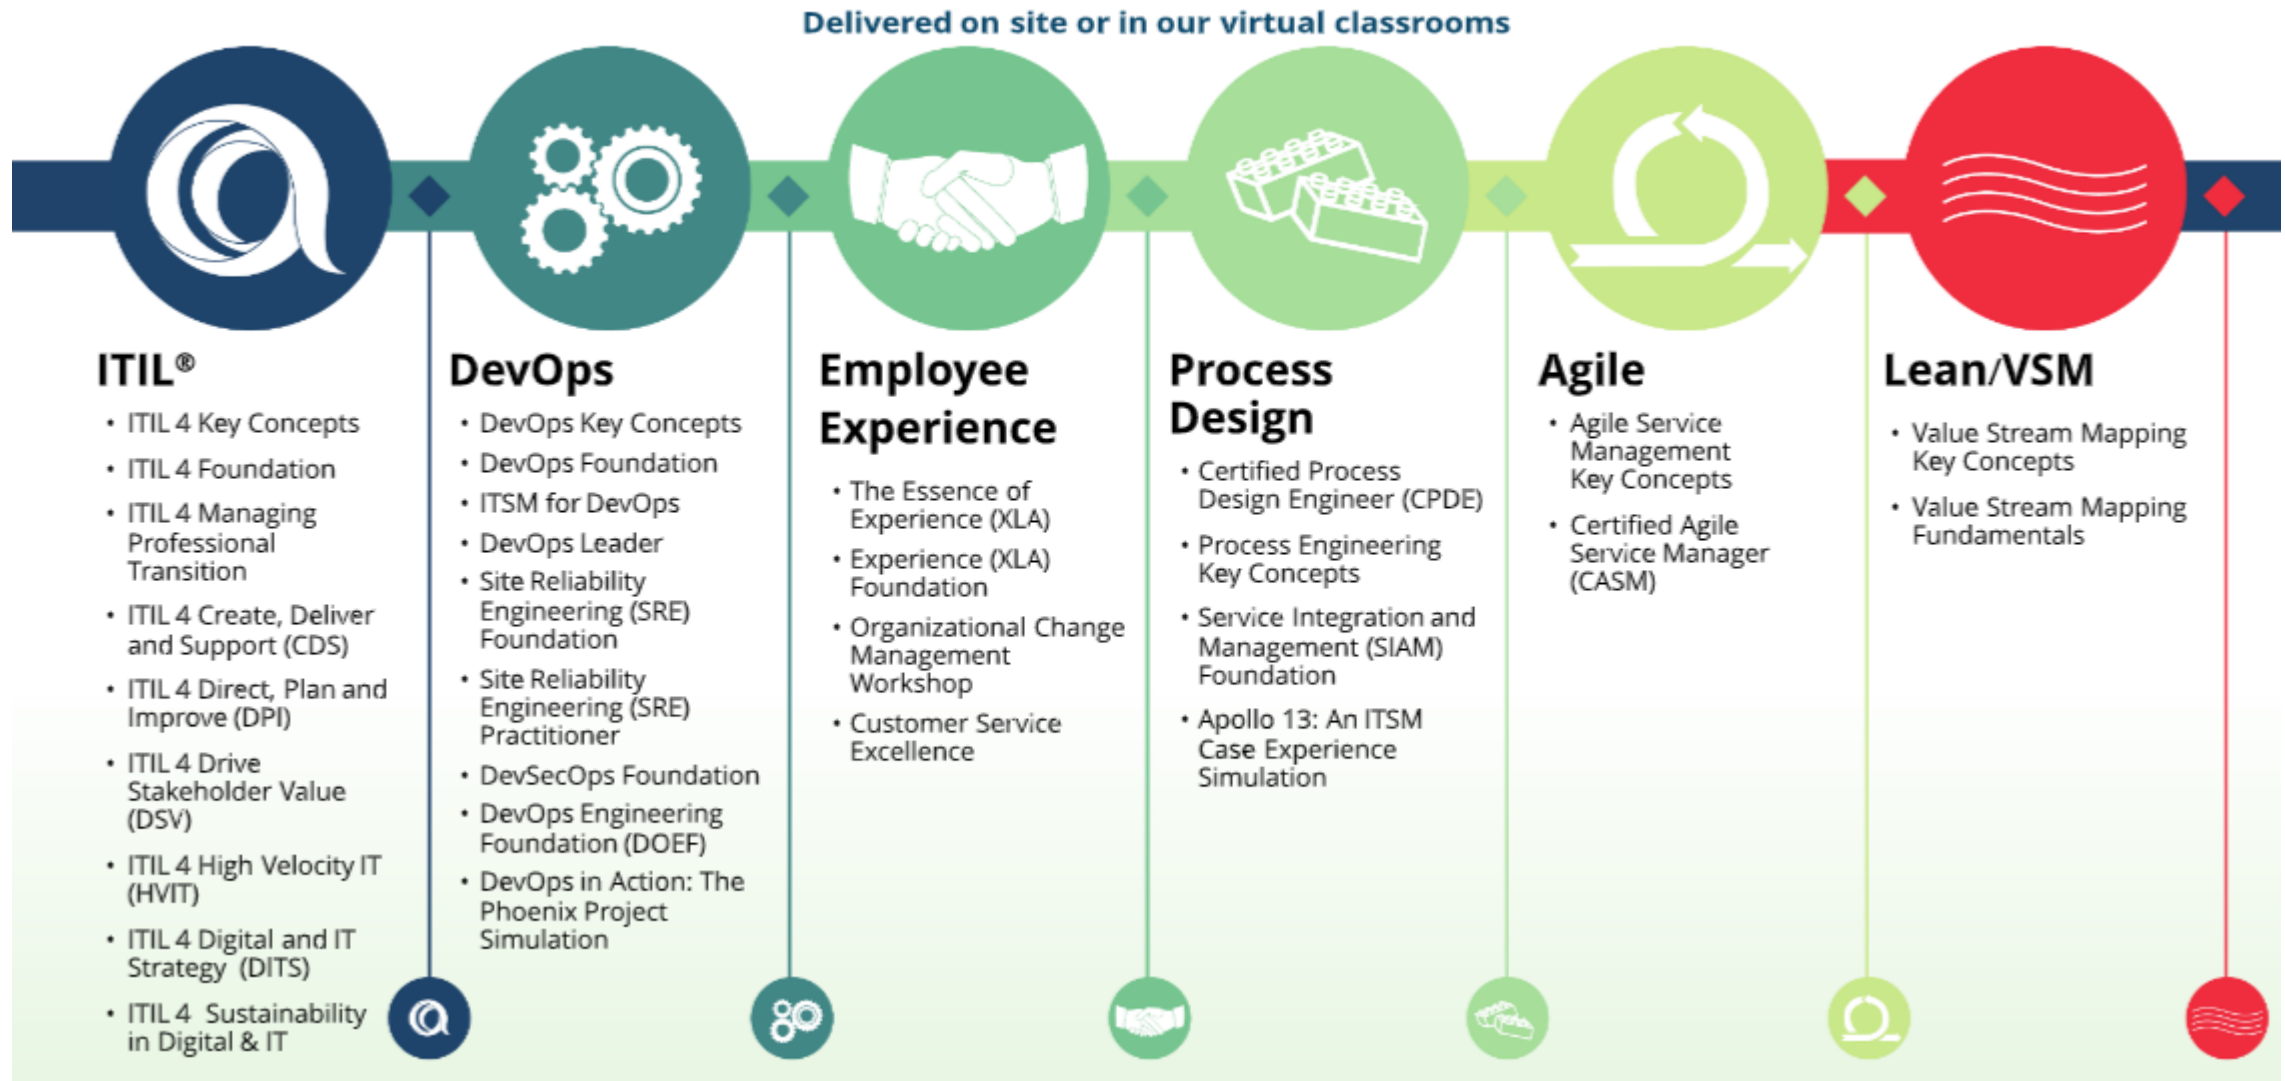 Delivered on site or in our virtual classrooms
ITIL®
• ITIL 4 Key Concepts
• ITIL 4 Foundation
• ITIL 4 Managing
Professional
Transition
• ITIL 4 Create, Deliver
and Support (CDS)
• ITIL 4 Direct, Plan and
Improve (DPI)
• ITIL 4 Drive
Stakeholder Value
(DSV)
• ITIL 4 High Velocity IT
(HVIT)
• ITIL 4 Digital and IT
Strategy (DITS)
• ITIL 4 Sustainability
in Digital & IT
DevOps
• DevOps Key Concepts
• DevOps Foundation
• ITSM for DevOps
• DevOps Leader
• Site Reliability
Engineering (SRE)
Foundation
• Site Reliability
Engineering (SRE)
Practitioner
• DevSecOps Foundation
• DevOps Engineering
Foundation (DOEF)
• DevOps in Action: The
Phoenix Project
Simulation
Employee
Experience
• The Essence of
Experience (XLA)
• Experience (XLA)
Foundation
• Organizational Change
Management
Workshop
• Customer Service
Excellence
Process
Design
• Certified Process
Design Engineer (CPDE)
• Process Engineering
Key Concepts
• Service Integration and
Management (SIAM)
Foundation
• Apollo 13: An ITSM
Case Experience
Simulation
Agile
• Agile Service
Management
Key Concepts
• Certified Agile
Service Manager
(CASM)
Lean/VSM
• Value Stream Mapping
Key Concepts
• Value Stream Mapping
Fundamentals